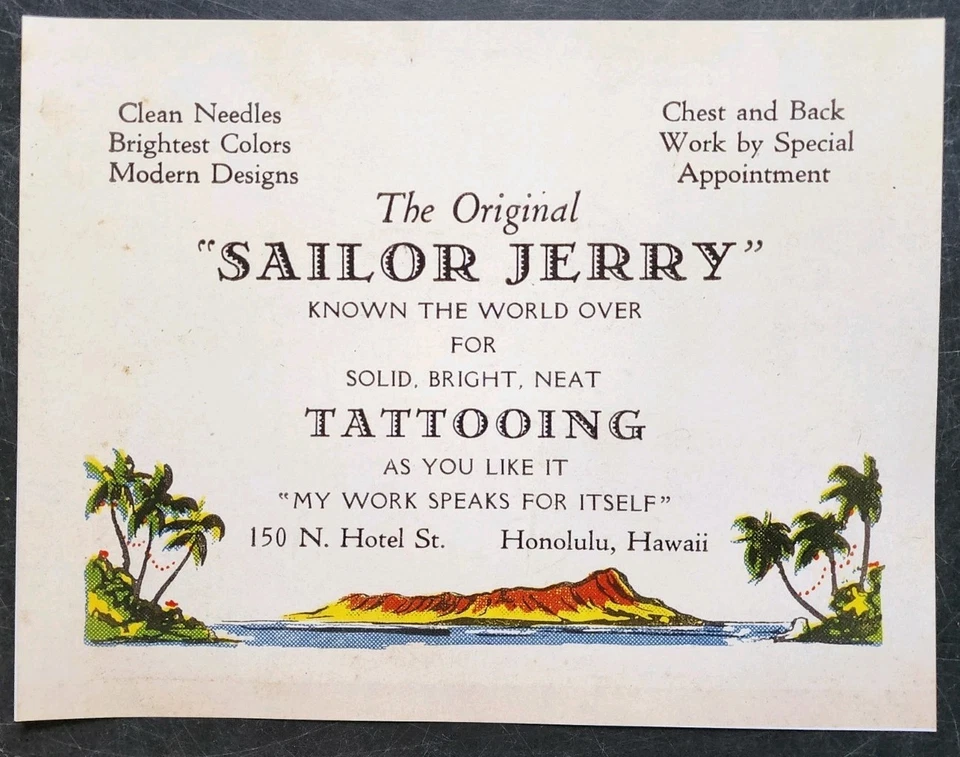 Clean Needles
Brightest Colors
Modern Designs
Chest and Back
Work by Special
Appointment
The Original
"SAILOR JERRY"
KNOWN THE WORLD OVER
FOR
SOLID, BRIGHT, NEAT
TATTOOING
AS YOU LIKE IT
"MY WORK SPEAKS FOR ITSELF"
150 N. Hotel St. Honolulu, Hawaii